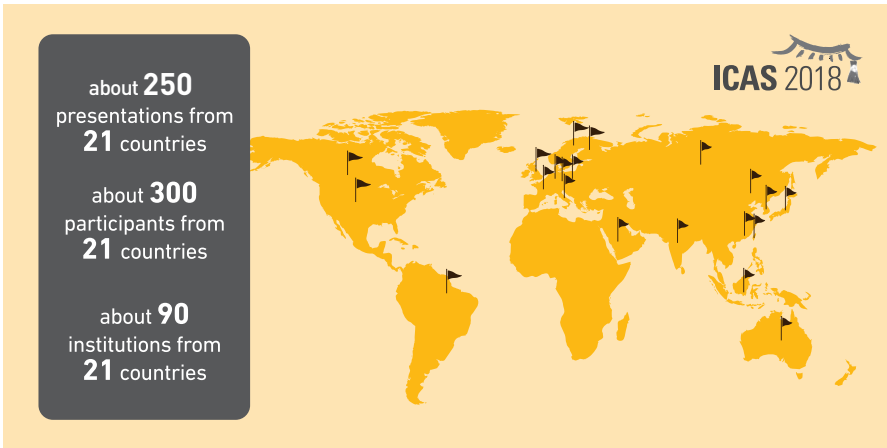 about 250
presentations from
21 countries
about 300
participants from
21 countries
about 90
institutions from
21 countries
ICAS 2018